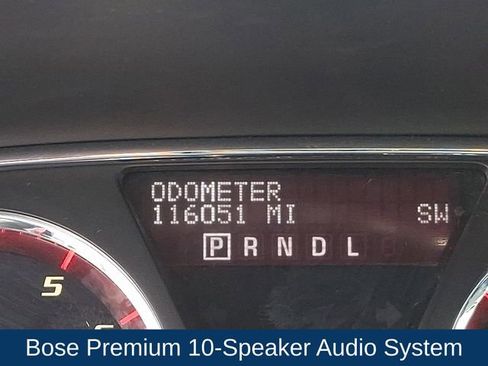 ODOMETER
116051 MI SW
P R N D L
5
Bose Premium 10-Speaker Audio System